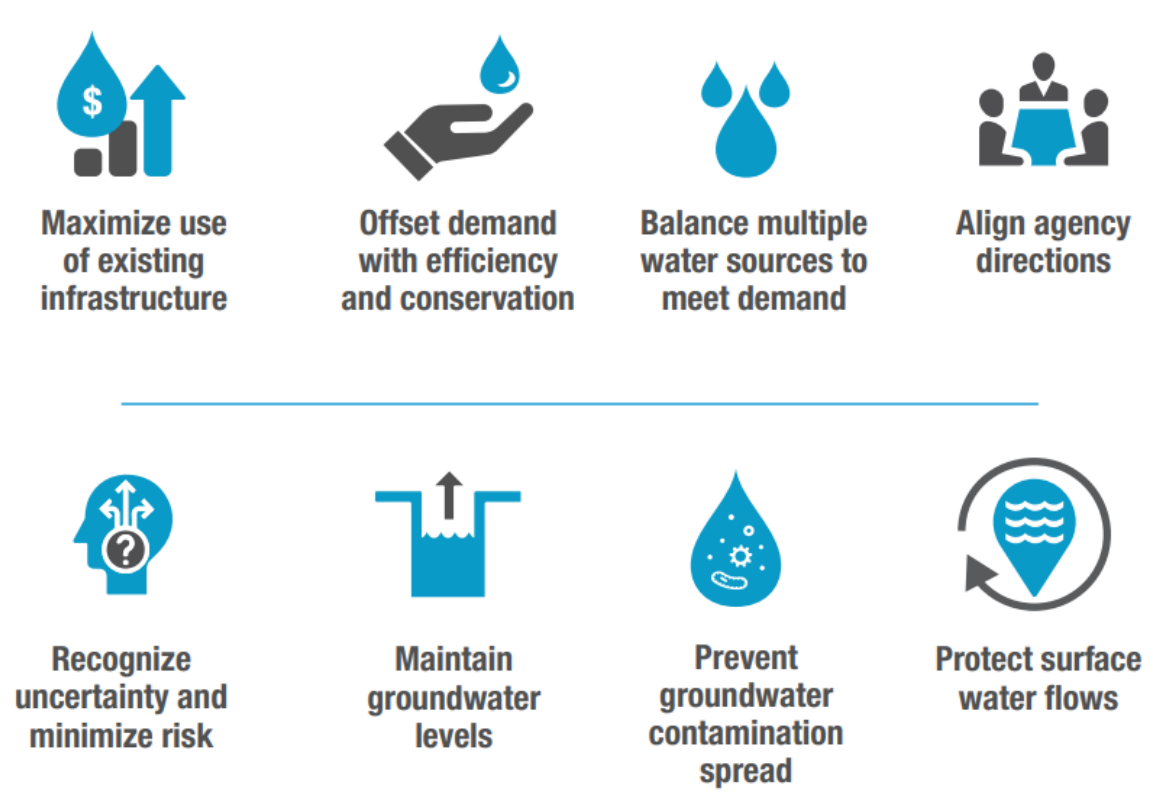 $
Maximize use
of existing
infrastructure
Offset demand
with efficiency
and conservation
Balance multiple
water sources to
meet demand
Align agency
directions
?
Recognize
uncertainty and
minimize risk
Maintain
groundwater
levels
Prevent
groundwater
contamination
spread
Protect surface
water flows